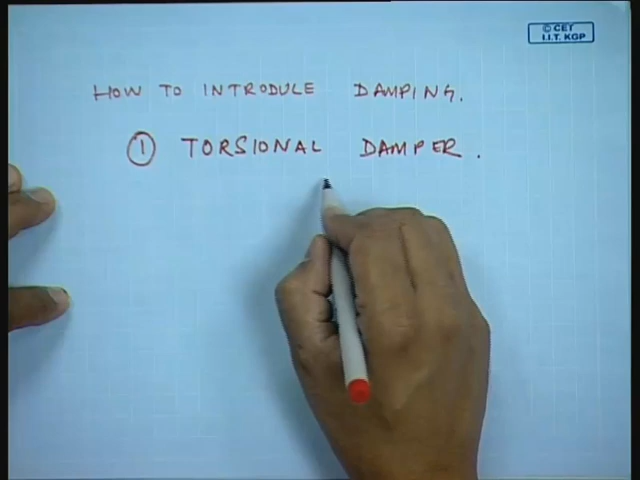 © CET
I.I.T. KGP
HOW TO INTRODUCE DAMPING.
① TORSIONAL DAMPER.